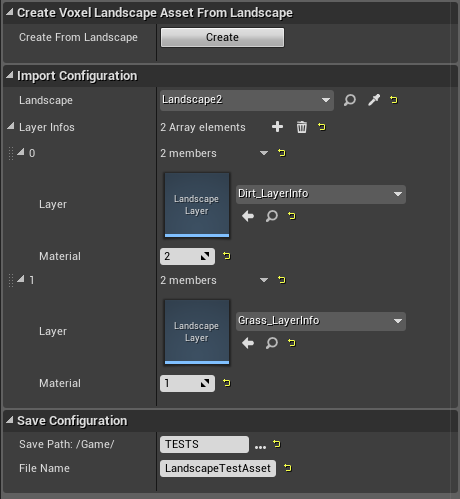 Create Voxel Landscape Asset From Landscape
Create From Landscape Create
Import Configuration
Landscape Landscape2
Layer Infos 2 Array elements
0 2 members
Layer Landscape Layer Dirt_LayerInfo
Material 2
1 2 members
Layer Landscape Layer Grass_LayerInfo
Material 1
Save Configuration
Save Path: /Game/ TESTS ...
File Name LandscapeTestAsset